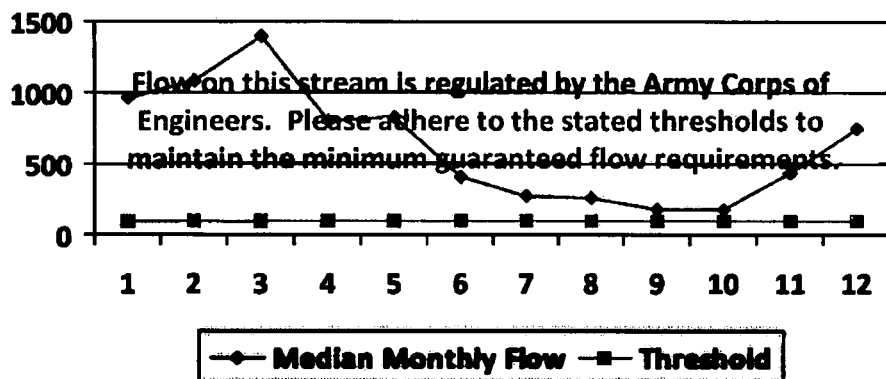 1500
Flow on this stream is regulated by the Army Corps of
1000
Engineers. Please adhere to the stated thresholds to
500
maintain the minimum guaranteed flow requirements.
0
1 2 3 4 5 6 7 8 9 10 11 12
Median Monthly Flow Threshold